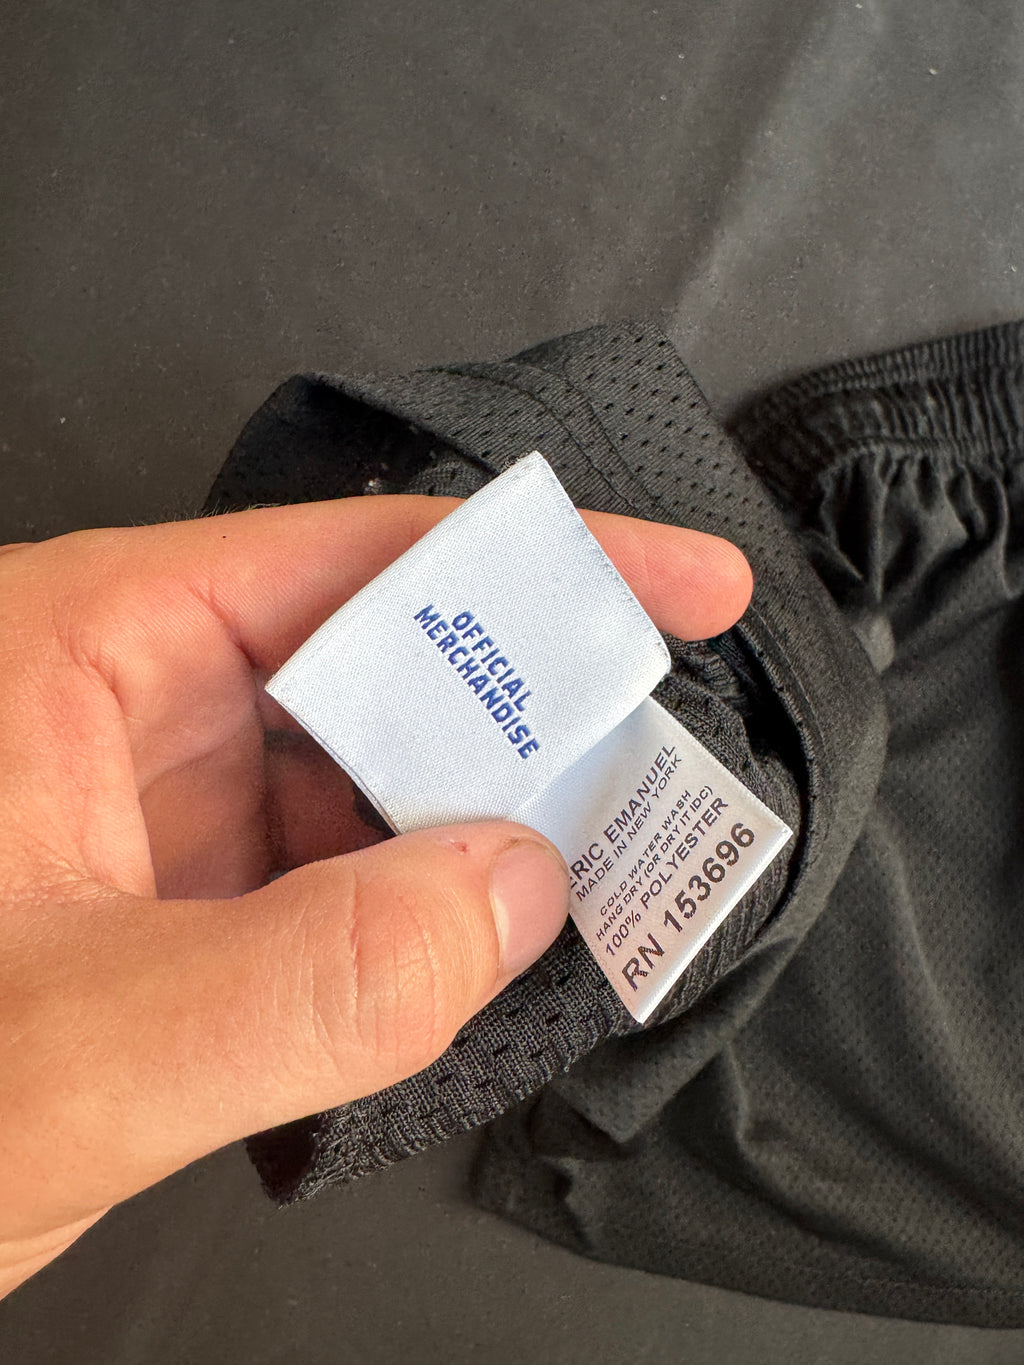 OFFICIAL
MERCHANDISE
ERIC EMANUEL
MADE IN NEW YORK
COLD WATER WASH
HANG DRY (OR DRY IT IDC)
100% POLYESTER
RN 153696